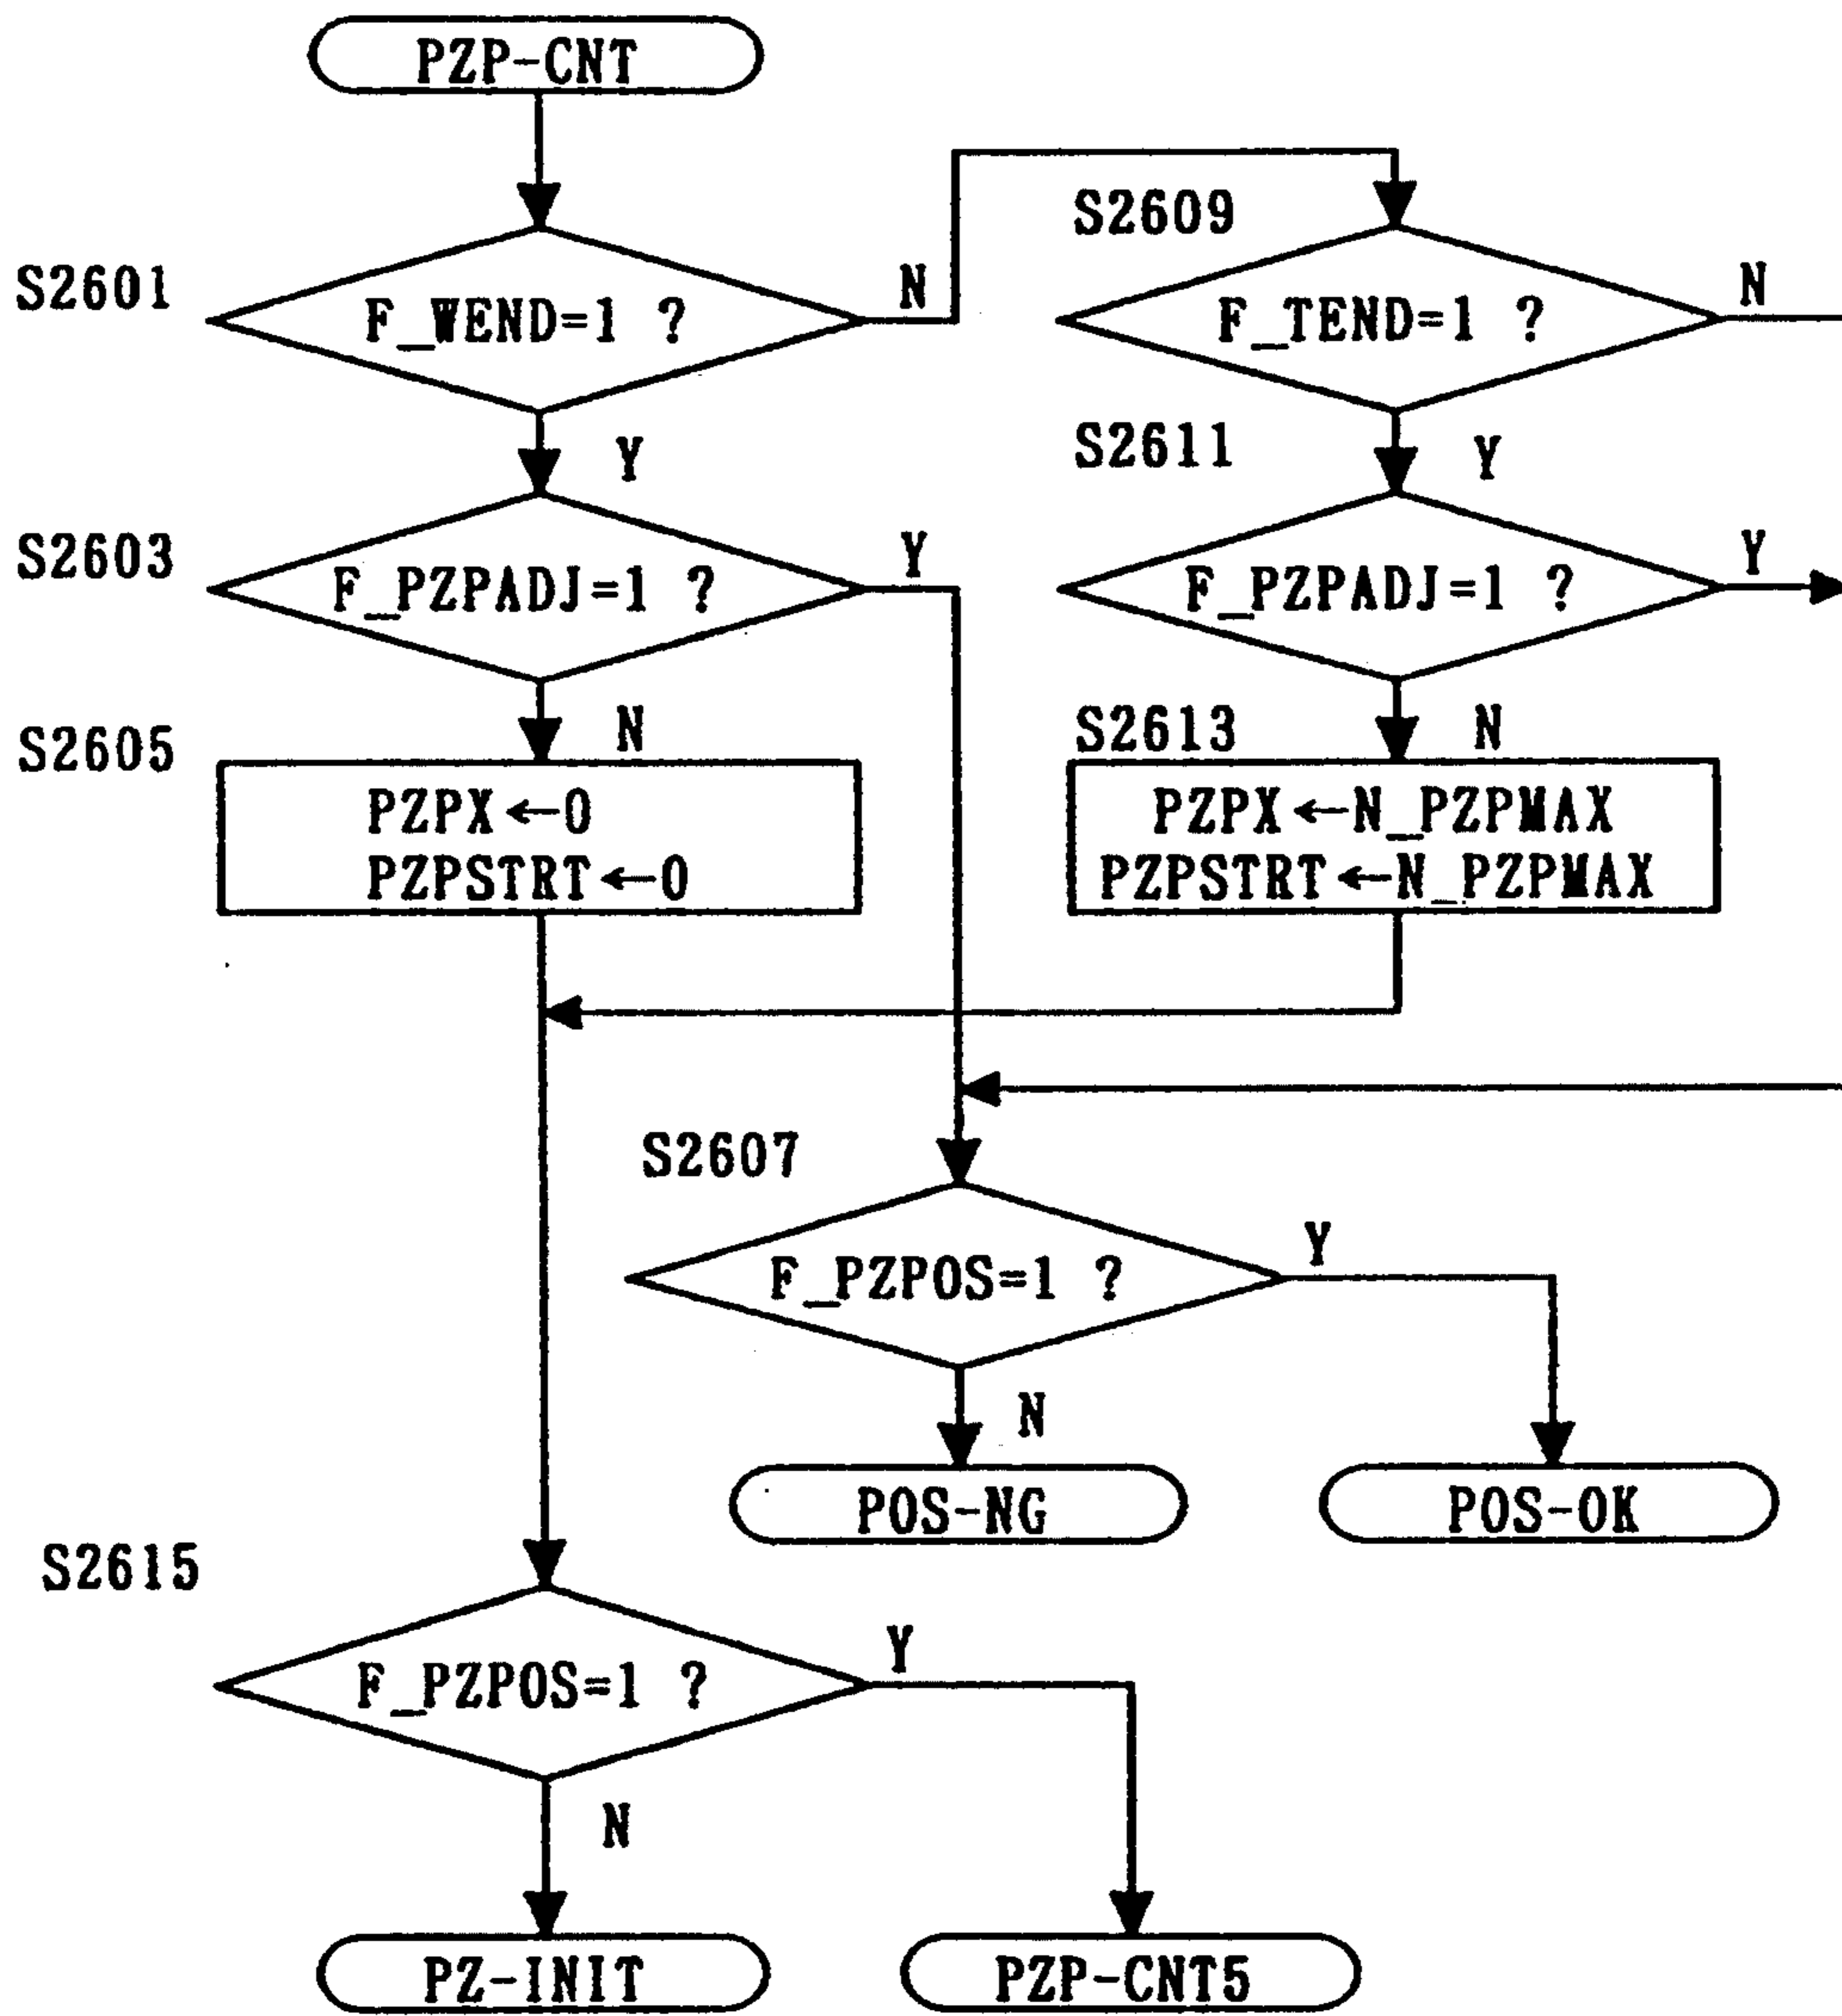 PZP-CNT
S2601
F_WEND=1 ?
N
Y
S2603
F_PZPADJ=1 ?
Y
N
S2605
PZPX←0
PZPSTRT←0
S2609
F_TEND=1 ?
N
S2611
Y
F_PZPADJ=1 ?
Y
S2613
N
PZPX←N_PZPMAX
PZPSTRT←N_PZPMAX
S2607
F_PZPOS=1 ?
Y
N
POS-NG
POS-OK
S2615
F_PZPOS=1 ?
Y
N
PZ-INIT
PZP-CNT5